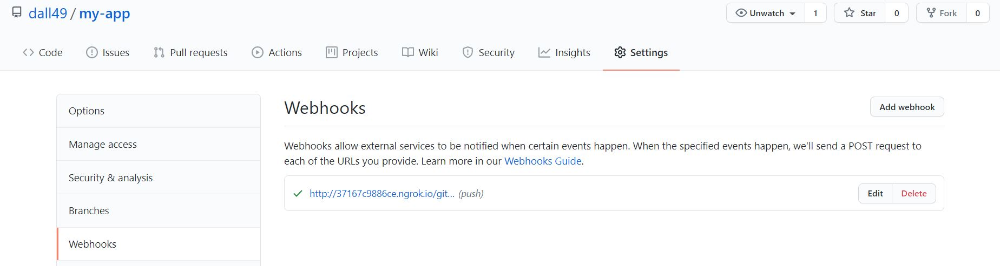 dall49 / my-app
Unwatch 1 Star 0 Fork 0
Code Issues Pull requests Actions Projects Wiki Security Insights Settings
Options
Manage access
Security & analysis
Branches
Webhooks
Webhooks
Add webhook
Webhooks allow external services to be notified when certain events happen. When the specified events happen, we’ll send a POST request to
each of the URLs you provide. Learn more in our Webhooks Guide.
http://37167c9886ce.ngrok.io/git... (push)
Edit Delete